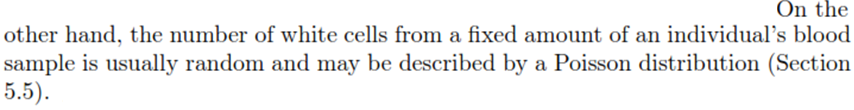 On the
other hand, the number of white cells from a fixed amount of an individual's blood
sample is usually random and may be described by a Poisson distribution (Section
5.5).